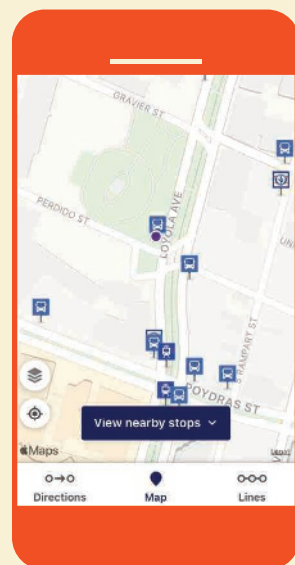 GRAVIER ST
PERDIDO ST
LOYOLA AVE
S RAMPART ST
POYDRAS ST
View nearby stops
Maps
Directions
Map
Lines